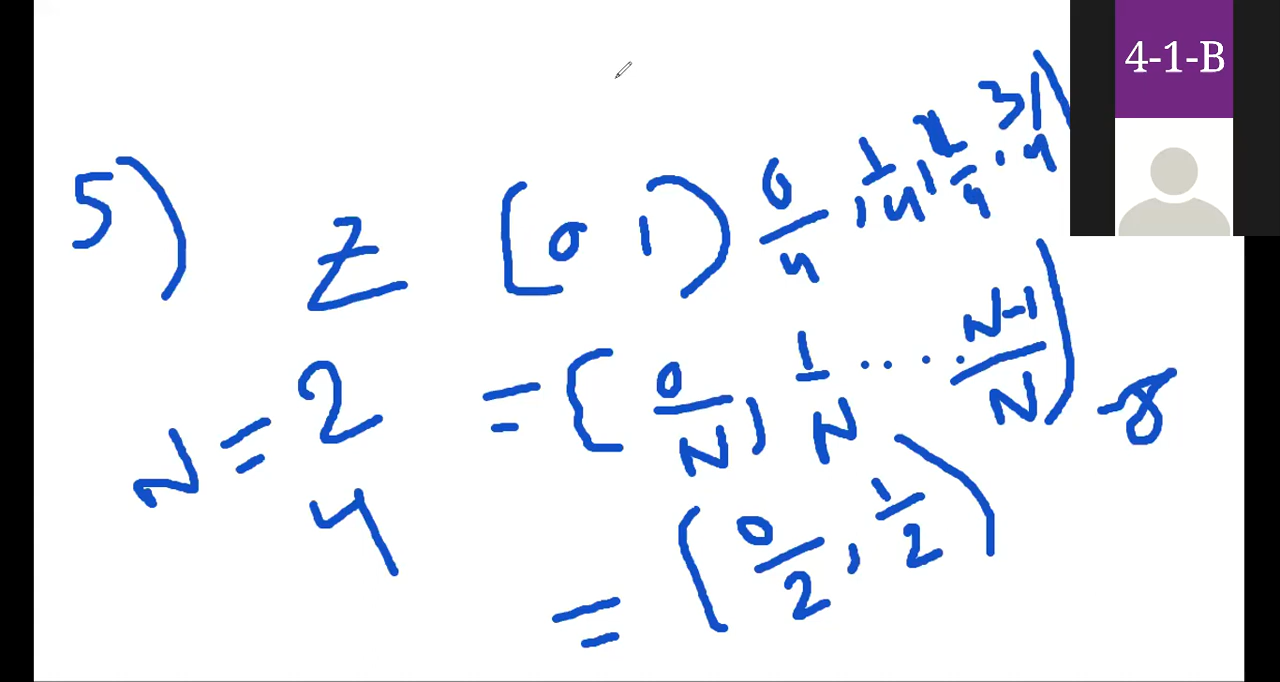 4-1-B
5) Z [0 1) 0/4, 1/4, 2/4, 3/4)
N = 2 = { 0/N, 1/N .... N-1/N ) - 8
4 = ( 0/2, 1/2 )